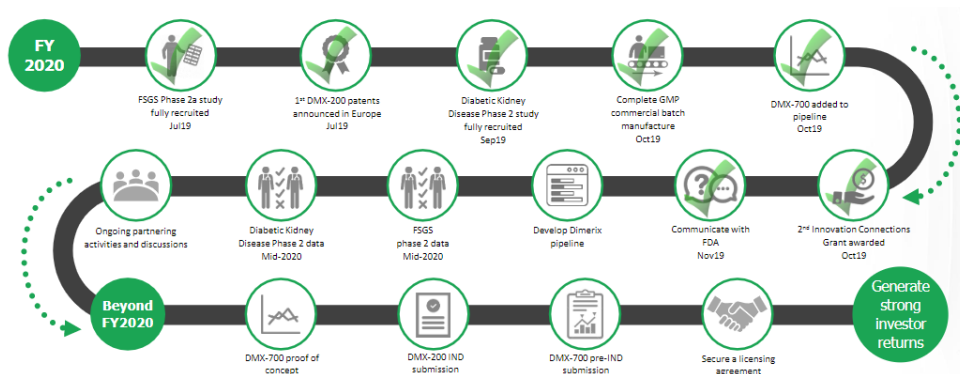 FY
2020
FSGS Phase 2a study
fully recruited
Jul19
1st DMX-200 patents
announced in Europe
Jul19
Diabetic Kidney
Disease Phase 2 study
fully recruited
Sep19
Complete GMP
commercial batch
manufacture
Oct19
DMX-700 added to
pipeline
Oct19
Ongoing partnering
activities and discussions
Diabetic Kidney
Disease Phase 2 data
Mid-2020
FSGS
phase 2 data
Mid-2020
Develop Dimerix
pipeline
Communicate with
FDA
Nov19
2nd Innovation Connections
Grant awarded
Oct19
Beyond
FY2020
DMX-700 proof of
concept
DMX-200 IND
submission
DMX-700 pre-IND
submission
Secure a licensing
agreement
Generate
strong
investor
returns